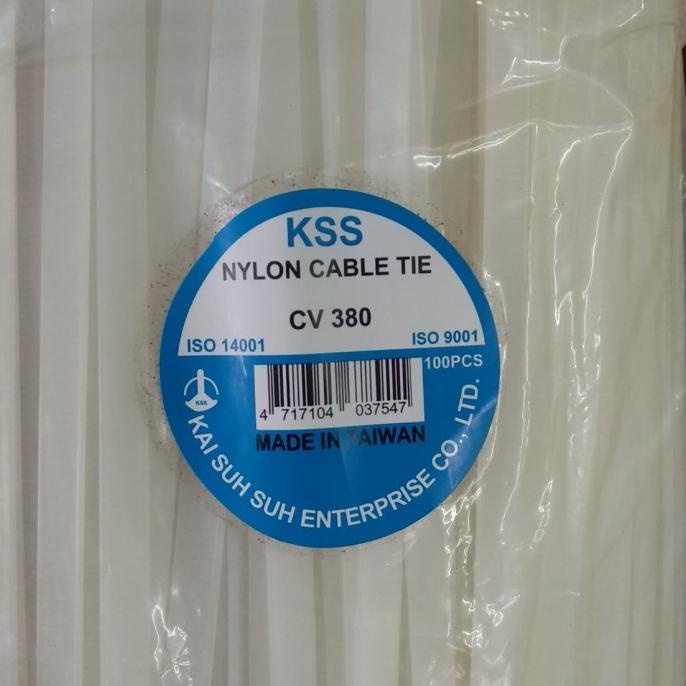 KSS
NYLON CABLE TIE
CV 380
ISO 14001
ISO 9001
100PCS
4 717104 037547
MADE IN TAIWAN
KSS
KAI SUH SUH ENTERPRISE CO., LTD.